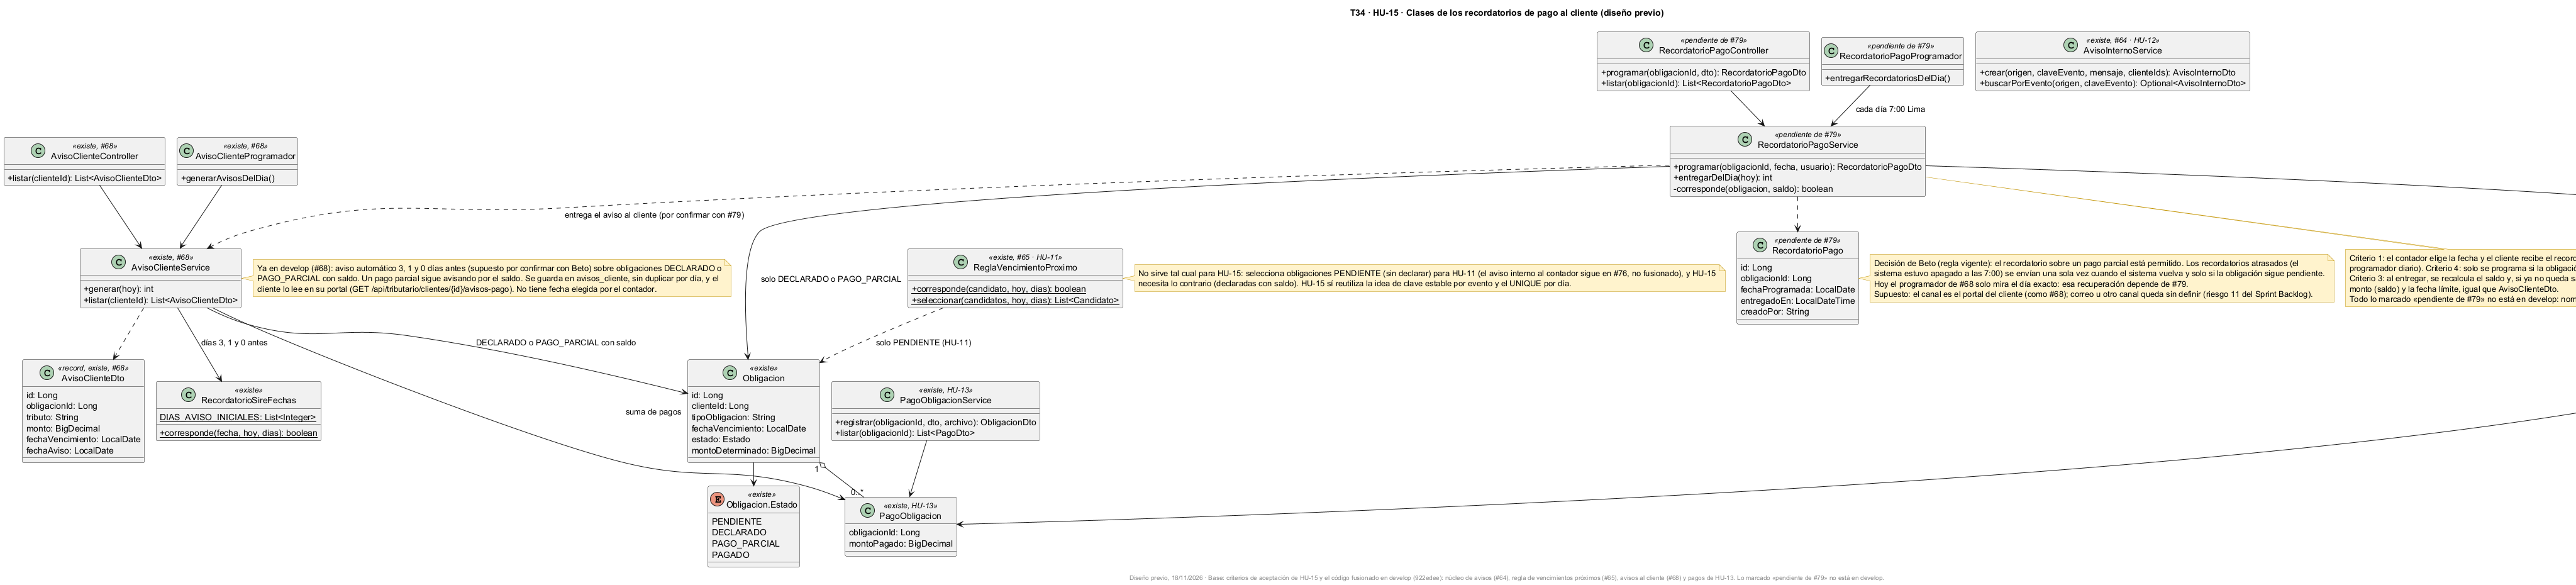 T34 · HU-15 · Clases de los recordatorios de pago al cliente (diseño previo)
«pendiente de #79»
RecordatorioPagoController
+programar(obligacionId, dto): RecordatorioPagoDto
+listar(obligacionId): List<RecordatorioPagoDto>
«pendiente de #79»
RecordatorioPagoProgramador
+entregarRecordatoriosDelDia()
«existe, #64 · HU-12»
AvisoInternoService
+crear(origen, claveEvento, mensaje, clienteIds): AvisoInternoDto
+buscarPorEvento(origen, claveEvento): Optional<AvisoInternoDto>
cada día 7:00 Lima
«existe, #68»
AvisoClienteController
+listar(clienteId): List<AvisoClienteDto>
«existe, #68»
AvisoClienteProgramador
+generarAvisosDelDia()
«pendiente de #79»
RecordatorioPagoService
+programar(obligacionId, fecha, usuario): RecordatorioPagoDto
+entregarDelDia(hoy): int
-corresponde(obligacion, saldo): boolean
entrega el aviso al cliente (por confirmar con #79)
«existe, #68»
AvisoClienteService
+generar(hoy): int
+listar(clienteId): List<AvisoClienteDto>
Ya en develop (#68): aviso automático 3, 1 y 0 días antes (supuesto por confirmar con Beto) sobre obligaciones DECLARADO o
PAGO_PARCIAL con saldo. Un pago parcial sigue avisando por el saldo. Se guarda en avisos_cliente, sin duplicar por día, y el
cliente lo lee en su portal (GET /api/tributario/clientes/{id}/avisos-pago). No tiene fecha elegida por el contador.
solo DECLARADO o PAGO_PARCIAL
«existe, #65 · HU-11»
ReglaVencimientoProximo
+corresponde(candidato, hoy, dias): boolean
+seleccionar(candidatos, hoy, dias): List<Candidato>
No sirve tal cual para HU-15: selecciona obligaciones PENDIENTE (sin declarar) para HU-11 (el aviso interno al contador sigue en #76, no fusionado), y HU-15
necesita lo contrario (declaradas con saldo). HU-15 sí reutiliza la idea de clave estable por evento y el UNIQUE por día.
«pendiente de #79»
RecordatorioPago
id: Long
obligacionId: Long
fechaProgramada: LocalDate
entregadoEn: LocalDateTime
creadoPor: String
Decisión de Beto (regla vigente): el recordatorio sobre un pago parcial está permitido. Los recordatorios atrasados (el
sistema estuvo apagado a las 7:00) se envían una sola vez cuando el sistema vuelva y solo si la obligación sigue pendiente.
Hoy el programador de #68 solo mira el día exacto: esa recuperación depende de #79.
Supuesto: el canal es el portal del cliente (como #68); correo u otro canal queda sin definir (riesgo 11 del Sprint Backlog).
Criterio 1: el contador elige la fecha y el cliente recibe el record
programador diario). Criterio 4: solo se programa si la obligació
Criterio 3: al entregar, se recalcula el saldo y, si ya no queda s
monto (saldo) y la fecha límite, igual que AvisoClienteDto.
Todo lo marcado «pendiente de #79» no está en develop: nom
días 3, 1 y 0 antes
DECLARADO o PAGO_PARCIAL con saldo
solo PENDIENTE (HU-11)
«record, existe, #68»
AvisoClienteDto
id: Long
obligacionId: Long
tributo: String
monto: BigDecimal
fechaVencimiento: LocalDate
fechaAviso: LocalDate
«existe»
RecordatorioSireFechas
DIAS_AVISO_INICIALES: List<Integer>
+corresponde(fecha, hoy, dias): boolean
suma de pagos
«existe»
Obligacion
id: Long
clienteId: Long
tipoObligacion: String
fechaVencimiento: LocalDate
estado: Estado
montoDeterminado: BigDecimal
«existe, HU-13»
PagoObligacionService
+registrar(obligacionId, dto, archivo): ObligacionDto
+listar(obligacionId): List<PagoDto>
1
0..*
«existe»
Obligacion.Estado
PENDIENTE
DECLARADO
PAGO_PARCIAL
PAGADO
«existe, HU-13»
PagoObligacion
obligacionId: Long
montoPagado: BigDecimal
Diseño previo, 18/11/2026 · Base: criterios de aceptación de HU-15 y el código fusionado en develop (922edee): núcleo de avisos (#64), regla de vencimientos próximos (#65), avisos al cliente (#68) y pagos de HU-13. Lo marcado «pendiente de #79» no está en develop.